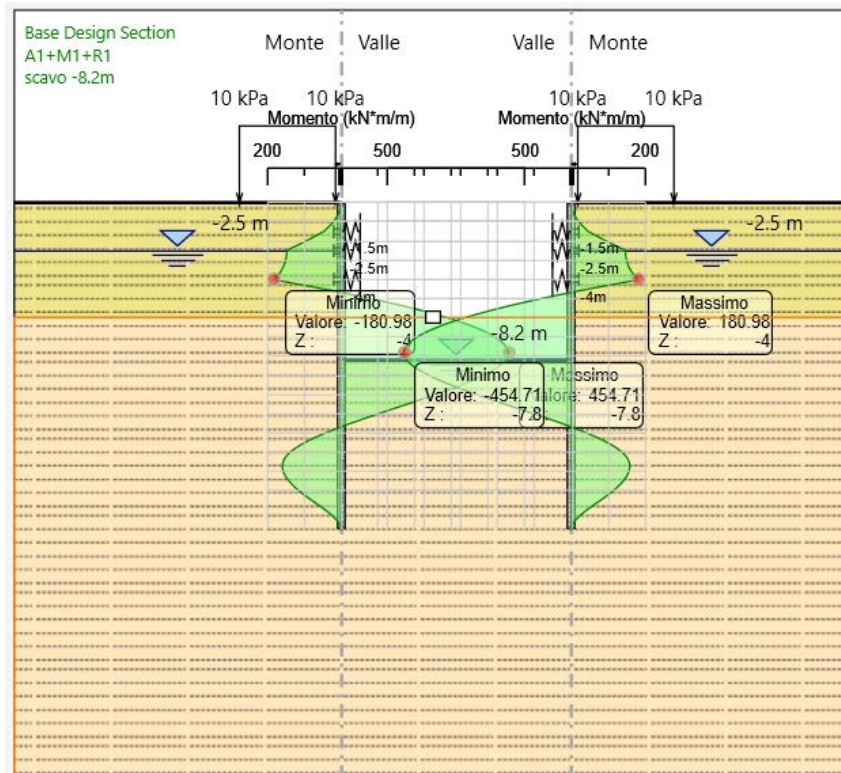 Base Design Section
A1+M1+R1
scavo -8.2m
Monte Valle Valle Monte
10 kPa 10 kPa 10 kPa 10 kPa
Momento (kN*m/m) Momento (kN*m/m)
200 500 500 200
-2.5 m -2.5 m
-1.5m -1.5m
-2.5m -2.5m
-4m -4m
Minimo
Valore: -180.98
Z : -4
Massimo
Valore: 180.98
Z : -4
-8.2 m
Minimo
Valore: -454.71
Z : -7.8
Massimo
Valore: 454.71
-7.8